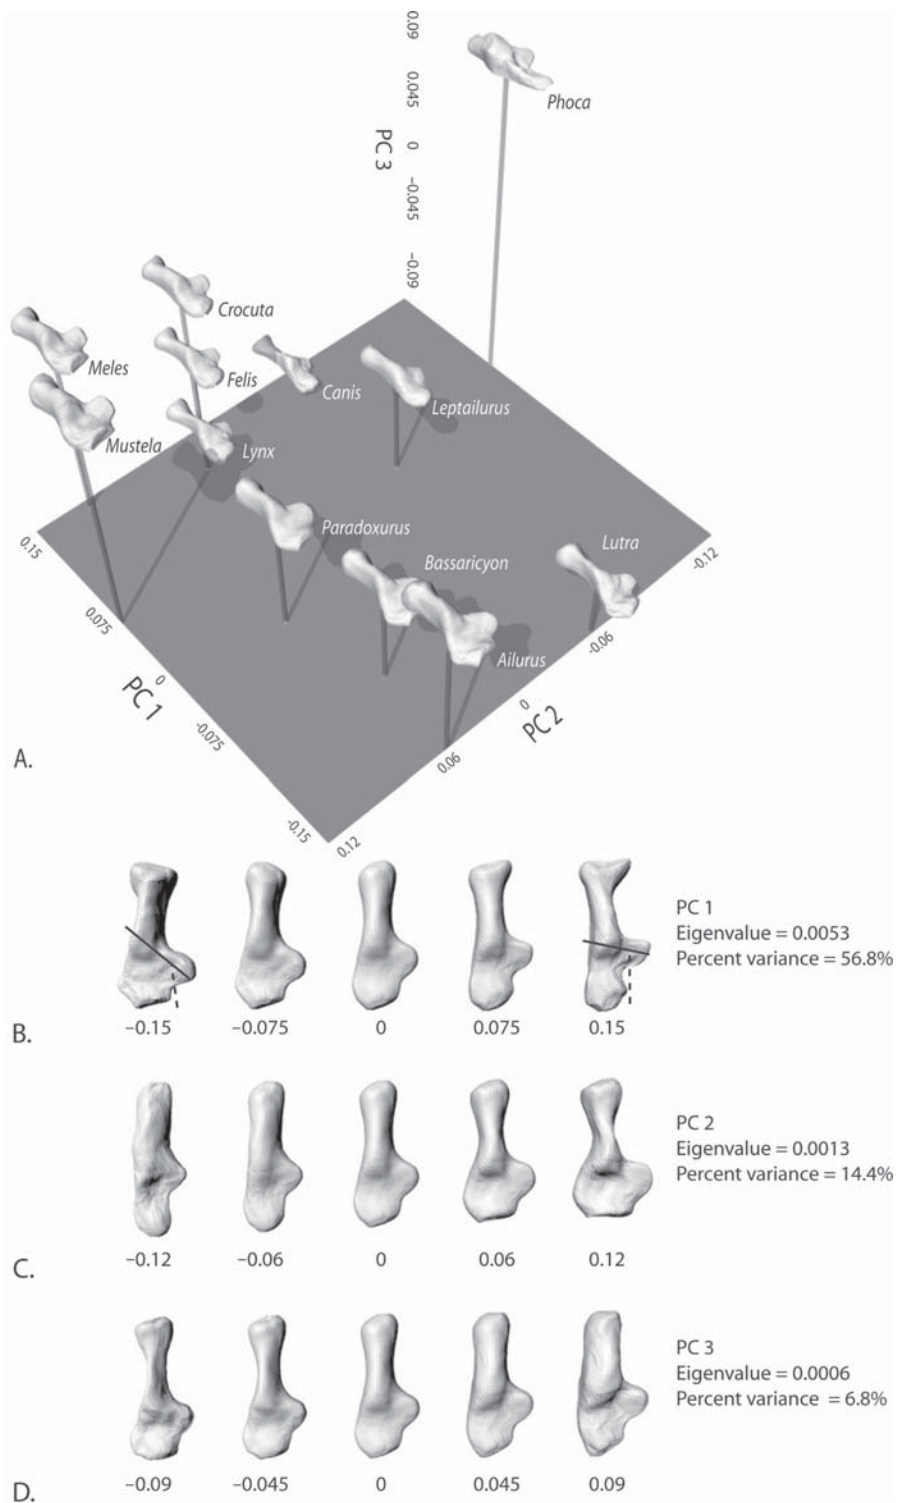 0.09
0.045
0
−0.045
−0.09
PC 3
Phoca
Crocuta
Meles
Felis
Canis
Leptailurus
Mustela
Lynx
Paradoxurus
Bassaricyon
Lutra
Ailurus
0.15
0.075
0
-0.075
-0.15
PC 1
-0.12
-0.06
0
0.06
0.12
PC 2
A.
PC 1
Eigenvalue = 0.0053
Percent variance = 56.8%
−0.15 −0.075 0 0.075 0.15
B.
PC 2
Eigenvalue = 0.0013
Percent variance = 14.4%
−0.12 −0.06 0 0.06 0.12
C.
PC 3
Eigenvalue = 0.0006
Percent variance = 6.8%
−0.09 −0.045 0 0.045 0.09
D.